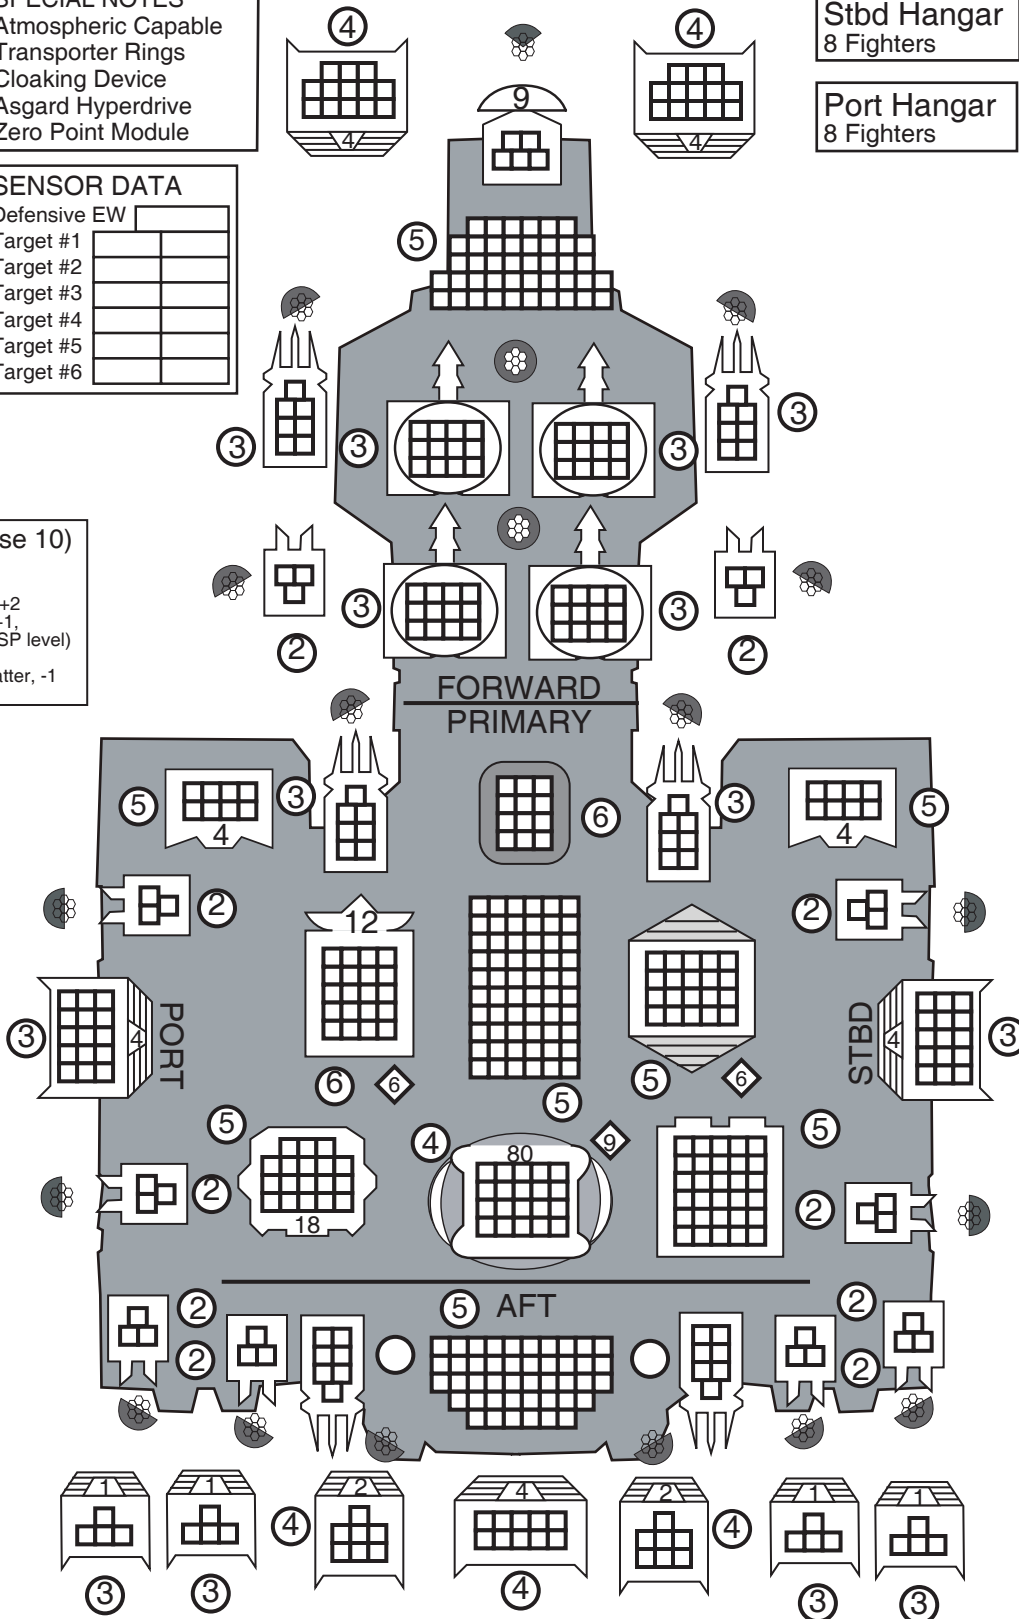 SPECIAL NOTES
Atmospheric Capable
Transporter Rings
Cloaking Device
Asgard Hyperdrive
Zero Point Module
4
4
4
4
Stbd Hangar
8 Fighters
Port Hangar
8 Fighters
9
SENSOR DATA
Defensive EW
Target #1
Target #2
Target #3
Target #4
Target #5
Target #6
5
3
3
3
3
se 10)
+2
-1,
SP level)
atter, -1
3
3
2
2
FORWARD
PRIMARY
5
4
3
6
3
4
5
2
12
2
3
4
PORT
STBD
4
3
6
6
5
5
6
5
18
4
80
9
5
2
2
AFT
5
2
2
2
2
1
1
2
4
2
1
1
4
4
3
3
4
3
3